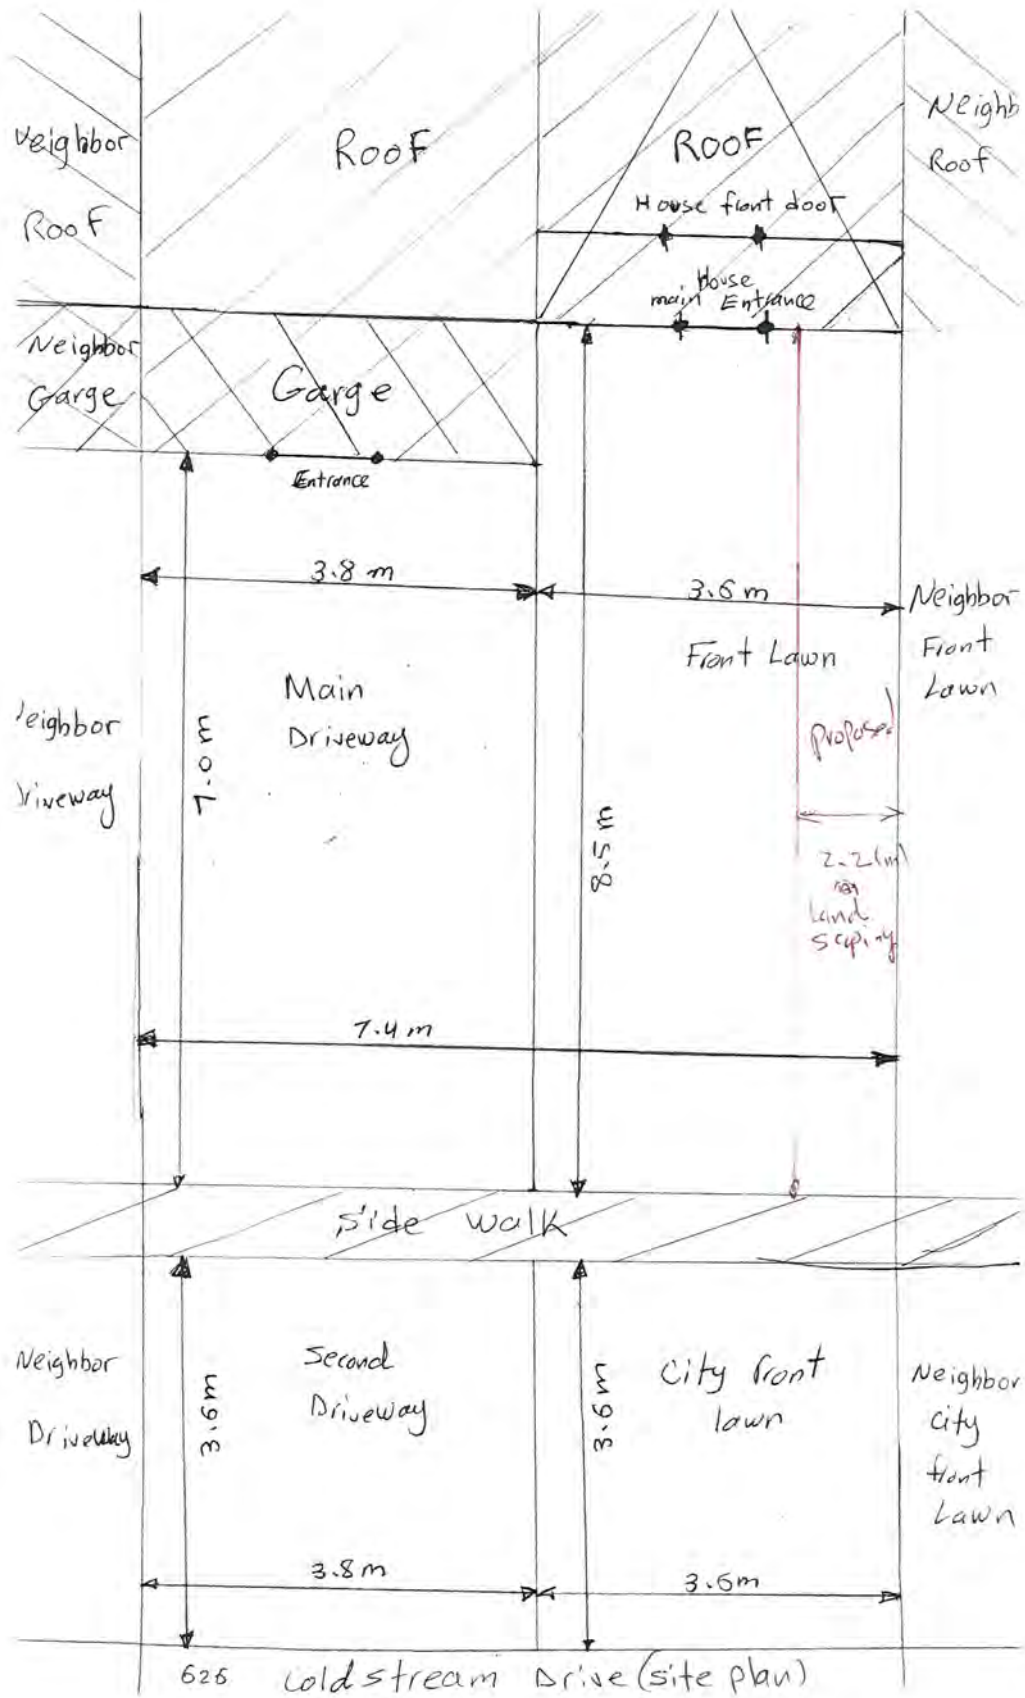 Neighbor
Roof
Roof
Roof
Neighb
Roof
House front door
House
main Entrance
Neighbor
Garge
Garge
Entrance
3.8 m
3.6 m
Neighbor
Front
Lawn
Front Lawn
Main
Driveway
eighbor
riveway
7.0 m
8.5 m
proposed
2.2(m)
Land
scaping
7.4 m
Side walk
Neighbor
Driveway
3.6m
Second
Driveway
3.6m
City front
lawn
Neighbor
City
front
Lawn
3.8m
3.6m
626 Coldstream Drive (site plan)